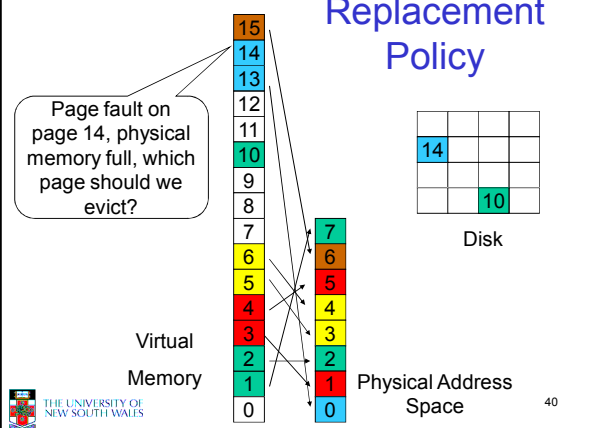 Replacement
Policy
Page fault on
page 14, physical
memory full, which
page should we
evict?
15
14
13
12
11
10
9
8
7
6
5
4
3
2
1
0
7
6
5
4
3
2
1
0
14
10
Disk
Virtual
Memory
Physical Address
Space
THE UNIVERSITY OF
NEW SOUTH WALES
40